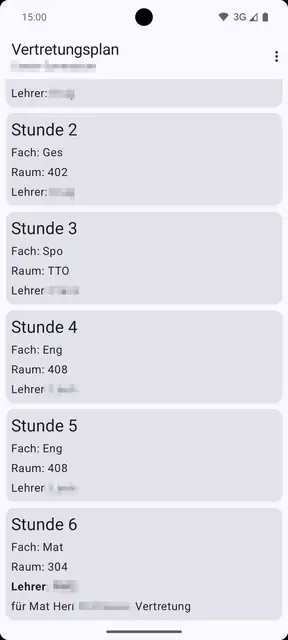 15:00
3G
Vertretungsplan
Lehrer:
Stunde 2
Fach: Ges
Raum: 402
Lehrer:
Stunde 3
Fach: Spo
Raum: TTO
Lehrer
Stunde 4
Fach: Eng
Raum: 408
Lehrer
Stunde 5
Fach: Eng
Raum: 408
Lehrer
Stunde 6
Fach: Mat
Raum: 304
Lehrer
für Mat Herr Vertretung